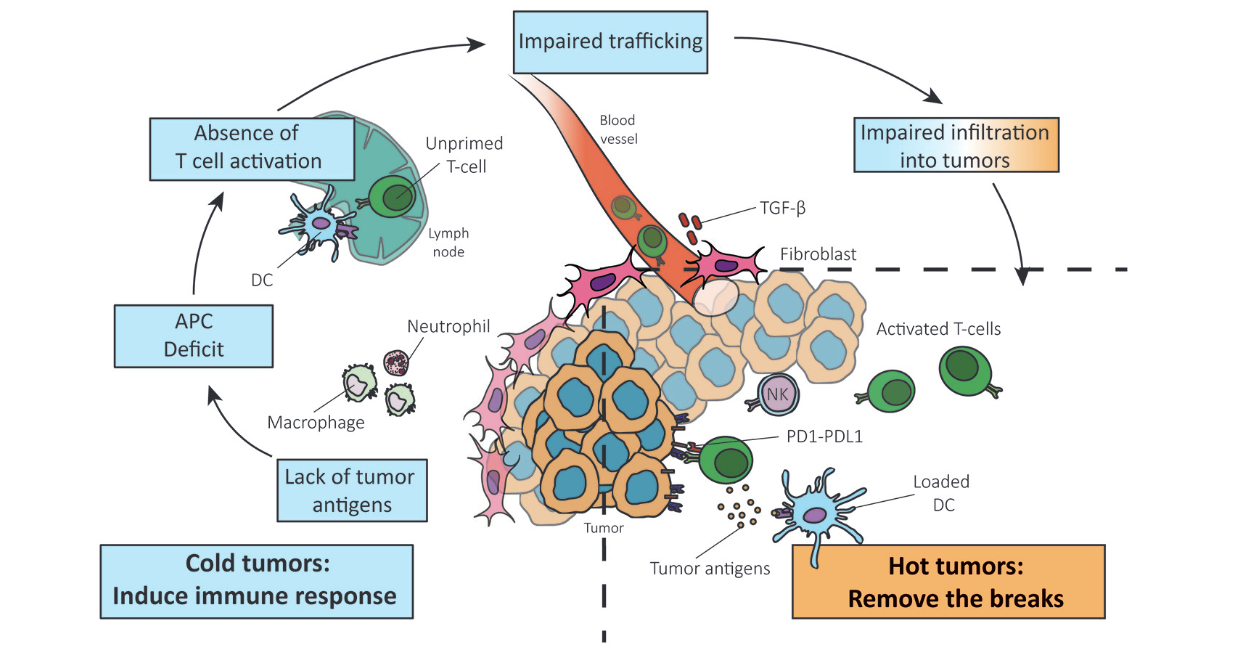 Impaired trafficking
Absence of
T cell activation
Unprimed
T-cell
Blood
vessel
Impaired infiltration
into tumors
TGF-β
Lymph
node
DC
Fibroblast
APC
Deficit
Neutrophil
Macrophage
Activated T-cells
NK
PD1-PDL1
Lack of tumor
antigens
Loaded
DC
Tumor
Tumor antigens
Cold tumors:
Induce immune response
Hot tumors:
Remove the breaks